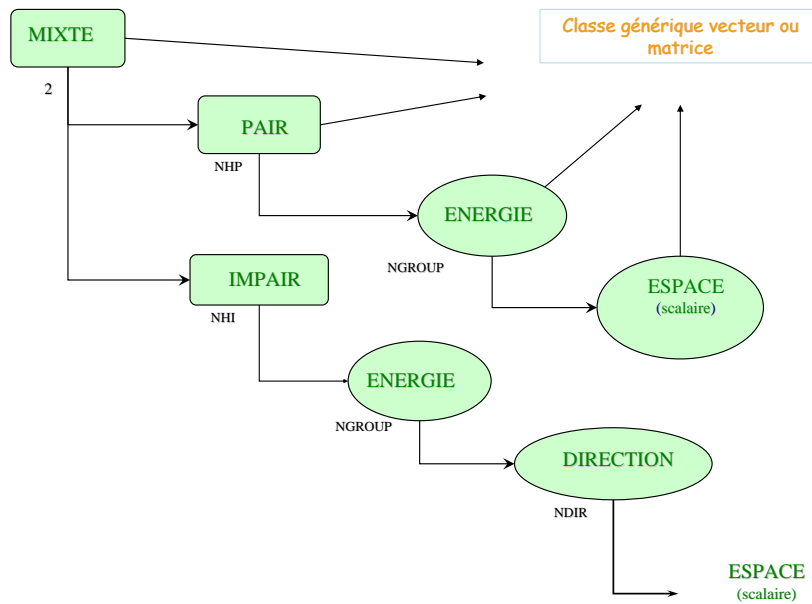 MIXTE
Classe générique vecteur ou
matrice
2
PAIR
NHP
ENERGIE
NGROUP
IMPAIR
NHI
ESPACE
(scalaire)
ENERGIE
NGROUP
DIRECTION
NDIR
ESPACE
(scalaire)